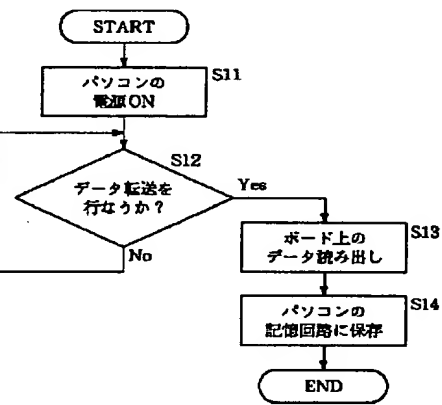 START
パソコンの
電源ON
S11
データ転送を
行なうか？
S12
Yes
No
ボード上の
データ読み出し
S13
パソコンの
記憶回路に保存
S14
END